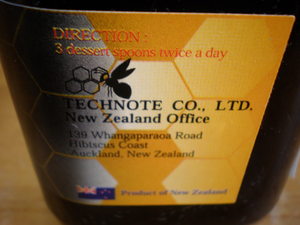 DIRECTION :
3 dessert spoons twice a day
TECHNOTE CO., LTD.
New Zealand Office
139 Whangaparaoa Road
Hibiscus Coast
Auckland, New Zealand
Product of New Zealand